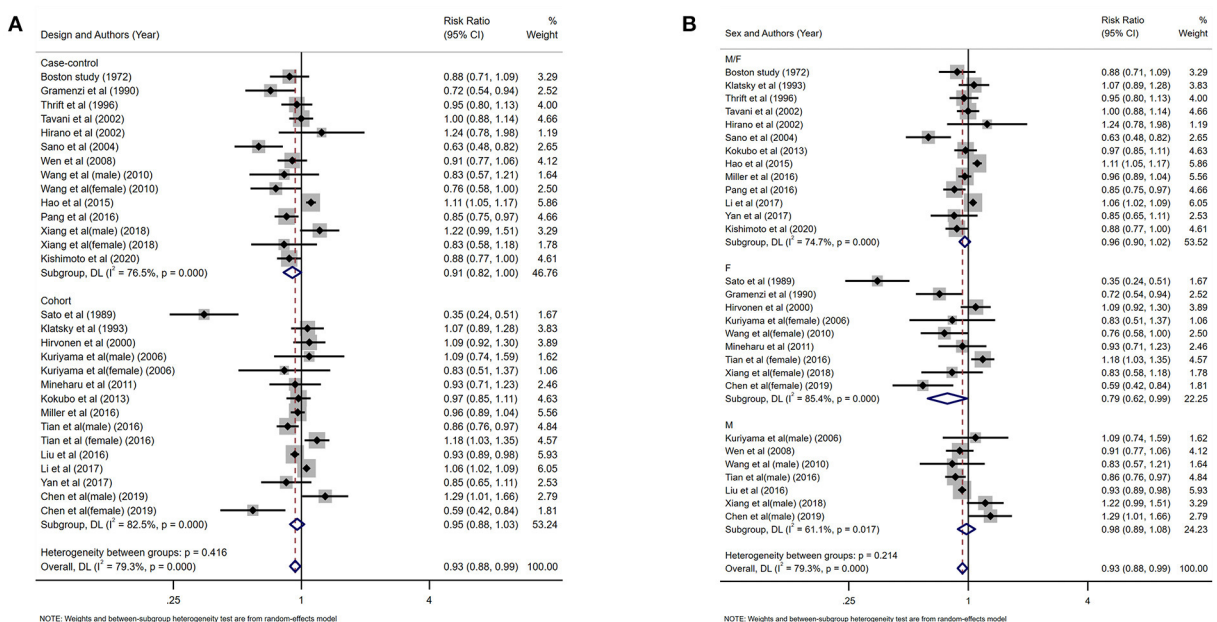 A
Design and Authors (Year) Risk Ratio (95% CI) % Weight
Case-control
Boston study (1972) 0.88 (0.71, 1.09) 3.29
Gramenzi et al (1990) 0.72 (0.54, 0.94) 2.52
Thrift et al (1996) 0.95 (0.80, 1.13) 4.00
Tavani et al (2002) 1.00 (0.88, 1.14) 4.66
Hirano et al (2002) 1.24 (0.78, 1.98) 1.19
Sano et al (2004) 0.63 (0.48, 0.82) 2.65
Wen et al (2008) 0.91 (0.77, 1.06) 4.12
Wang et al (male) (2010) 0.83 (0.57, 1.21) 1.64
Wang et al(female) (2010) 0.76 (0.58, 1.00) 2.50
Hao et al (2015) 1.11 (1.05, 1.17) 5.86
Pang et al (2016) 0.85 (0.75, 0.97) 4.66
Xiang et al(male) (2018) 1.22 (0.99, 1.51) 3.29
Xiang et al(female) (2018) 0.83 (0.58, 1.18) 1.78
Kishimoto et al (2020) 0.88 (0.77, 1.00) 4.61
Subgroup, DL (I² = 76.5%, p = 0.000) 0.91 (0.82, 1.00) 46.76
Cohort
Sato et al (1989) 0.35 (0.24, 0.51) 1.67
Klatsky et al (1993) 1.07 (0.89, 1.28) 3.83
Hirvonen et al (2000) 1.09 (0.92, 1.30) 3.89
Kuriyama et al(male) (2006) 1.09 (0.74, 1.59) 1.62
Kuriyama et al(female) (2006) 0.83 (0.51, 1.37) 1.06
Mineharu et al (2011) 0.93 (0.71, 1.23) 2.46
Kokubo et al (2013) 0.97 (0.85, 1.11) 4.63
Miller et al (2016) 0.96 (0.89, 1.04) 5.56
Tian et al(male) (2016) 0.86 (0.76, 0.97) 4.84
Tian et al (female) (2016) 1.18 (1.03, 1.35) 4.57
Liu et al (2016) 0.93 (0.89, 0.98) 5.93
Li et al (2017) 1.06 (1.02, 1.09) 6.05
Yan et al (2017) 0.85 (0.65, 1.11) 2.53
Chen et al(male) (2019) 1.29 (1.01, 1.66) 2.79
Chen et al(female) (2019) 0.59 (0.42, 0.84) 1.81
Subgroup, DL (I² = 82.5%, p = 0.000) 0.95 (0.88, 1.03) 53.24
Heterogeneity between groups: p = 0.416
Overall, DL (I² = 79.3%, p = 0.000) 0.93 (0.88, 0.99) 100.00
.25 1 4
NOTE: Weights and between-subgroup heterogeneity test are from random-effects model
B
Sex and Authors (Year) Risk Ratio (95% CI) % Weight
M/F
Boston study (1972) 0.88 (0.71, 1.09) 3.29
Klatsky et al (1993) 1.07 (0.89, 1.28) 3.83
Thrift et al (1996) 0.95 (0.80, 1.13) 4.00
Tavani et al (2002) 1.00 (0.88, 1.14) 4.66
Hirano et al (2002) 1.24 (0.78, 1.98) 1.19
Sano et al (2004) 0.63 (0.48, 0.82) 2.65
Kokubo et al (2013) 0.97 (0.85, 1.11) 4.63
Hao et al (2015) 1.11 (1.05, 1.17) 5.86
Miller et al (2016) 0.96 (0.89, 1.04) 5.56
Pang et al (2016) 0.85 (0.75, 0.97) 4.66
Li et al (2017) 1.06 (1.02, 1.09) 6.05
Yan et al (2017) 0.85 (0.65, 1.11) 2.53
Kishimoto et al (2020) 0.88 (0.77, 1.00) 4.61
Subgroup, DL (I² = 74.7%, p = 0.000) 0.96 (0.90, 1.02) 53.52
F
Sato et al (1989) 0.35 (0.24, 0.51) 1.67
Gramenzi et al (1990) 0.72 (0.54, 0.94) 2.52
Hirvonen et al (2000) 1.09 (0.92, 1.30) 3.89
Kuriyama et al(female) (2006) 0.83 (0.51, 1.37) 1.06
Wang et al(female) (2010) 0.76 (0.58, 1.00) 2.50
Mineharu et al (2011) 0.93 (0.71, 1.23) 2.46
Tian et al (female) (2016) 1.18 (1.03, 1.35) 4.57
Xiang et al(female) (2018) 0.83 (0.58, 1.18) 1.78
Chen et al(female) (2019) 0.59 (0.42, 0.84) 1.81
Subgroup, DL (I² = 85.4%, p = 0.000) 0.79 (0.62, 0.99) 22.25
M
Kuriyama et al(male) (2006) 1.09 (0.74, 1.59) 1.62
Wen et al (2008) 0.91 (0.77, 1.06) 4.12
Wang et al (male) (2010) 0.83 (0.57, 1.21) 1.64
Tian et al(male) (2016) 0.86 (0.76, 0.97) 4.84
Liu et al (2016) 0.93 (0.89, 0.98) 5.93
Xiang et al(male) (2018) 1.22 (0.99, 1.51) 3.29
Chen et al(male) (2019) 1.29 (1.01, 1.66) 2.79
Subgroup, DL (I² = 61.1%, p = 0.017) 0.98 (0.89, 1.08) 24.23
Heterogeneity between groups: p = 0.214
Overall, DL (I² = 79.3%, p = 0.000) 0.93 (0.88, 0.99) 100.00
.25 1 4
NOTE: Weights and between-subgroup heterogeneity test are from random-effects model